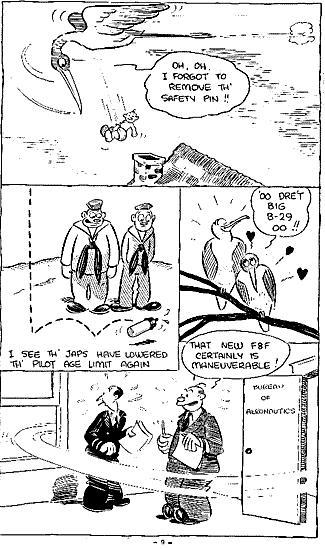 OH, OH.
I FORGOT TO
REMOVE TH'
SAFETY PIN !!
I SEE TH' JAPS HAVE LOWERED
TH' PILOT AGE LIMIT AGAIN
'OO DRE'T
BIG
B-29
OO !!
THAT NEW F8F
CERTAINLY IS
MANEUVERABLE !
BUREAU
OF
AERONAUTICS
- 9 -